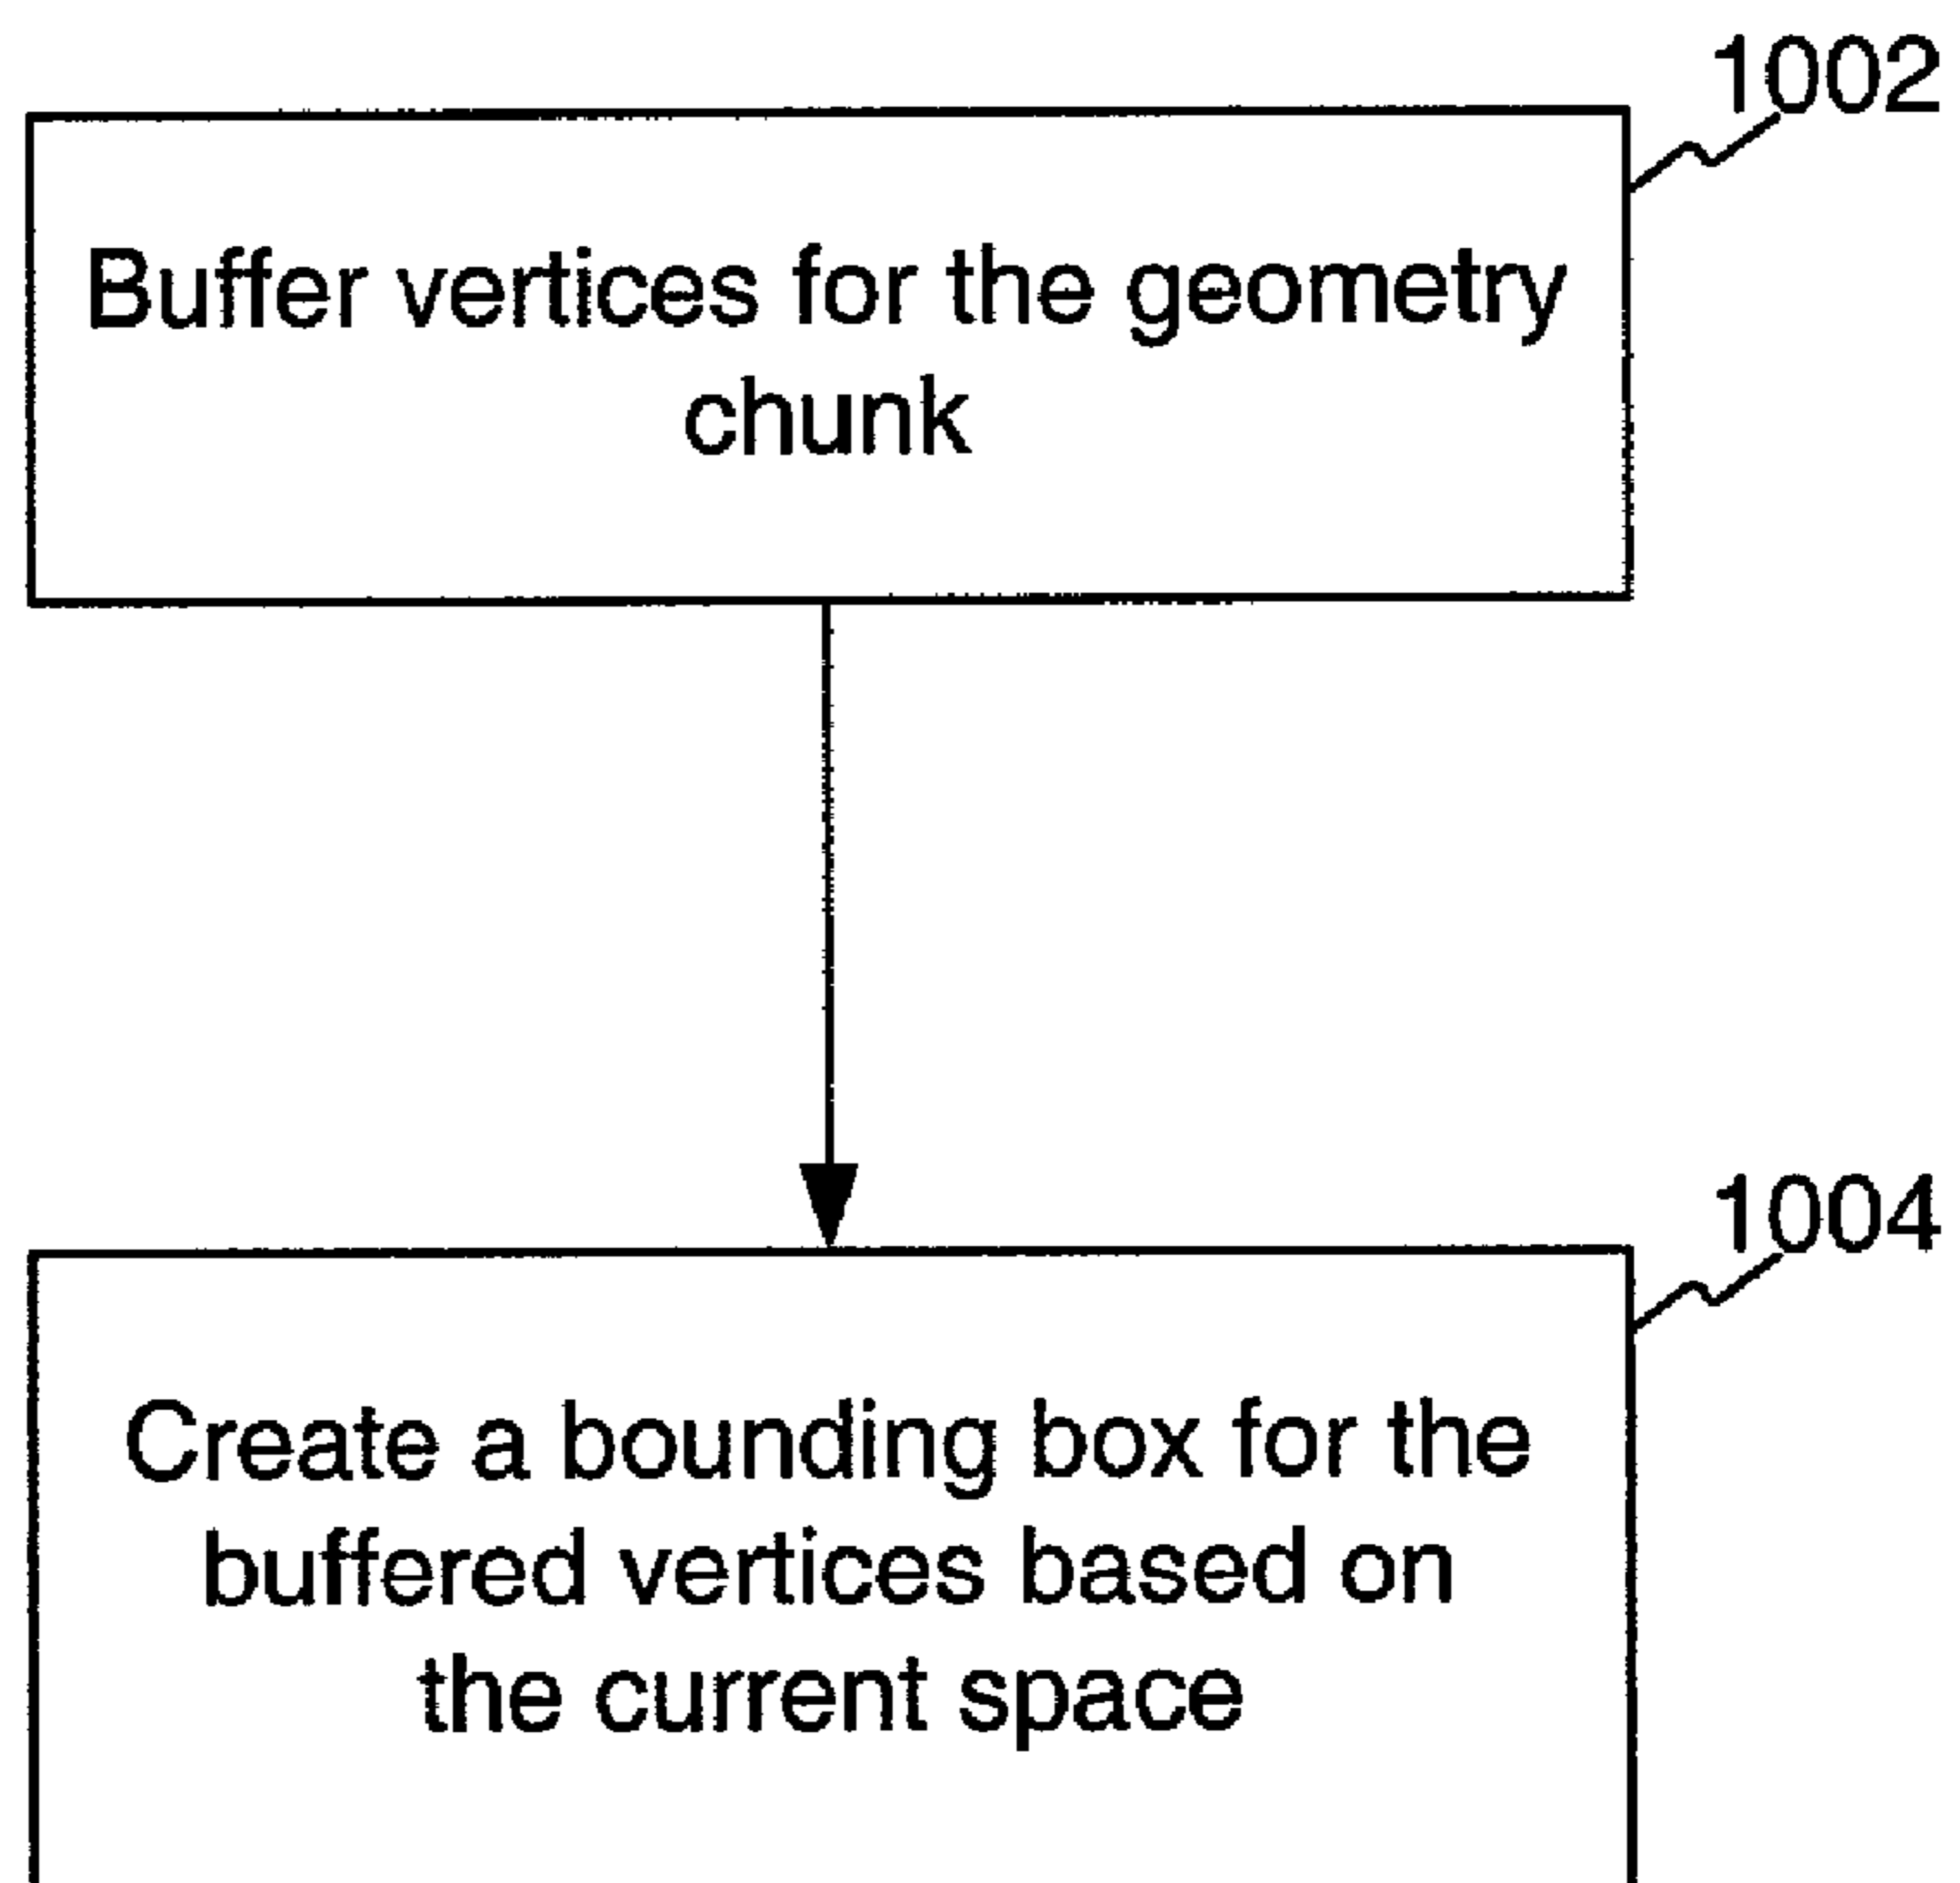 1002
Buffer vertices for the geometry
chunk
1004
Create a bounding box for the
buffered vertices based on
the current space